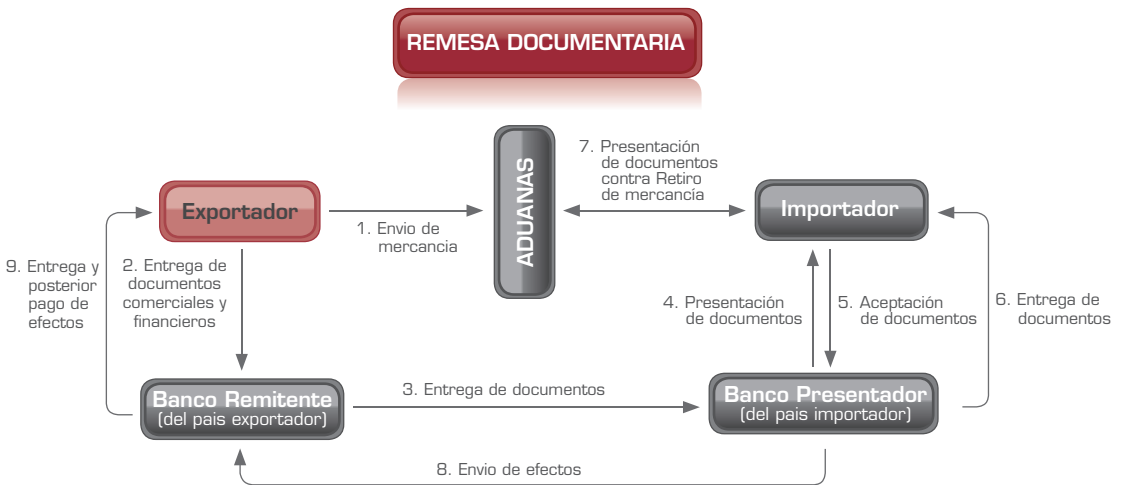 REMESA DOCUMENTARIA
7. Presentación
de documentos
contra Retiro
de mercancía
ADUANAS
Exportador
Importador
1. Envio de
mercancia
9. Entrega y
posterior
pago de
efectos
2. Entrega de
documentos
comerciales y
financieros
4. Presentación
de documentos
5. Aceptación
de documentos
6. Entrega de
documentos
Banco Remitente
(del pais exportador)
3. Entrega de documentos
Banco Presentador
(del pais importador)
8. Envio de efectos